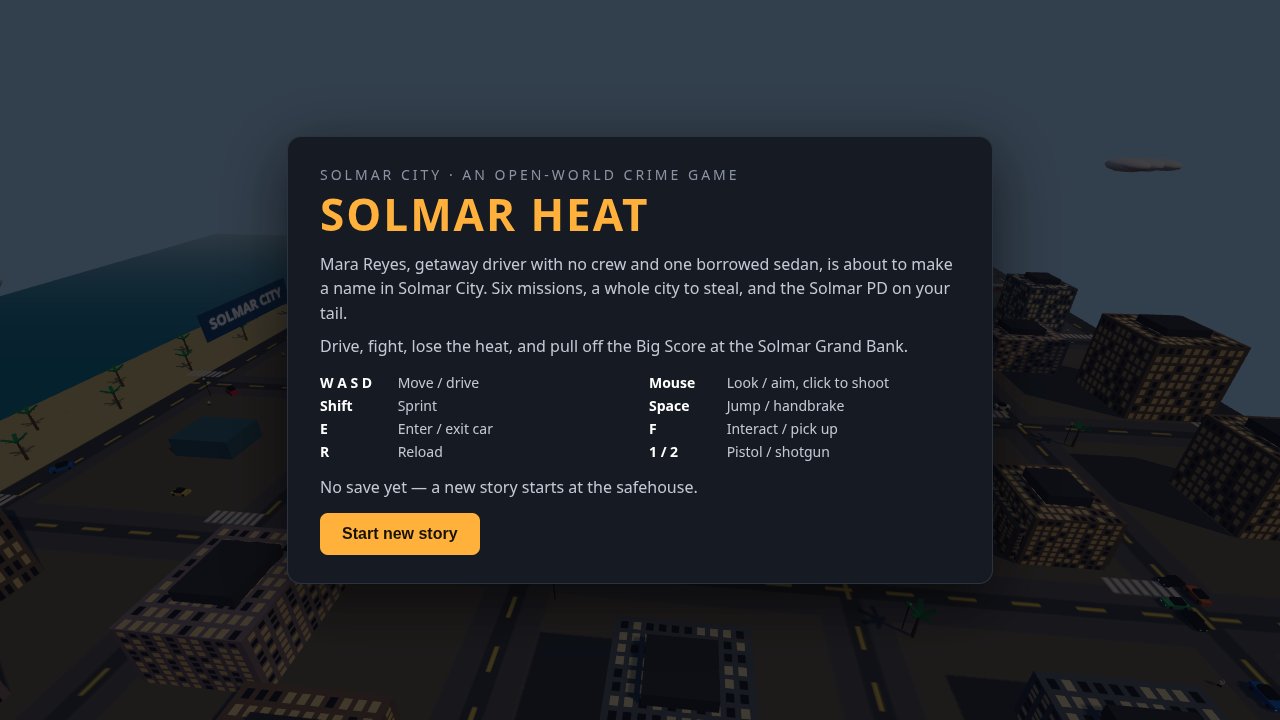 SOLMAR CITY · AN OPEN-WORLD CRIME GAME
SOLMAR HEAT
Mara Reyes, getaway driver with no crew and one borrowed sedan, is about to make
a name in Solmar City. Six missions, a whole city to steal, and the Solmar PD on your
tail.
Drive, fight, lose the heat, and pull off the Big Score at the Solmar Grand Bank.
W A S D Move / drive Mouse Look / aim, click to shoot
Shift Sprint Space Jump / handbrake
E Enter / exit car F Interact / pick up
R Reload 1 / 2 Pistol / shotgun
No save yet — a new story starts at the safehouse.
Start new story
SOLMAR CITY